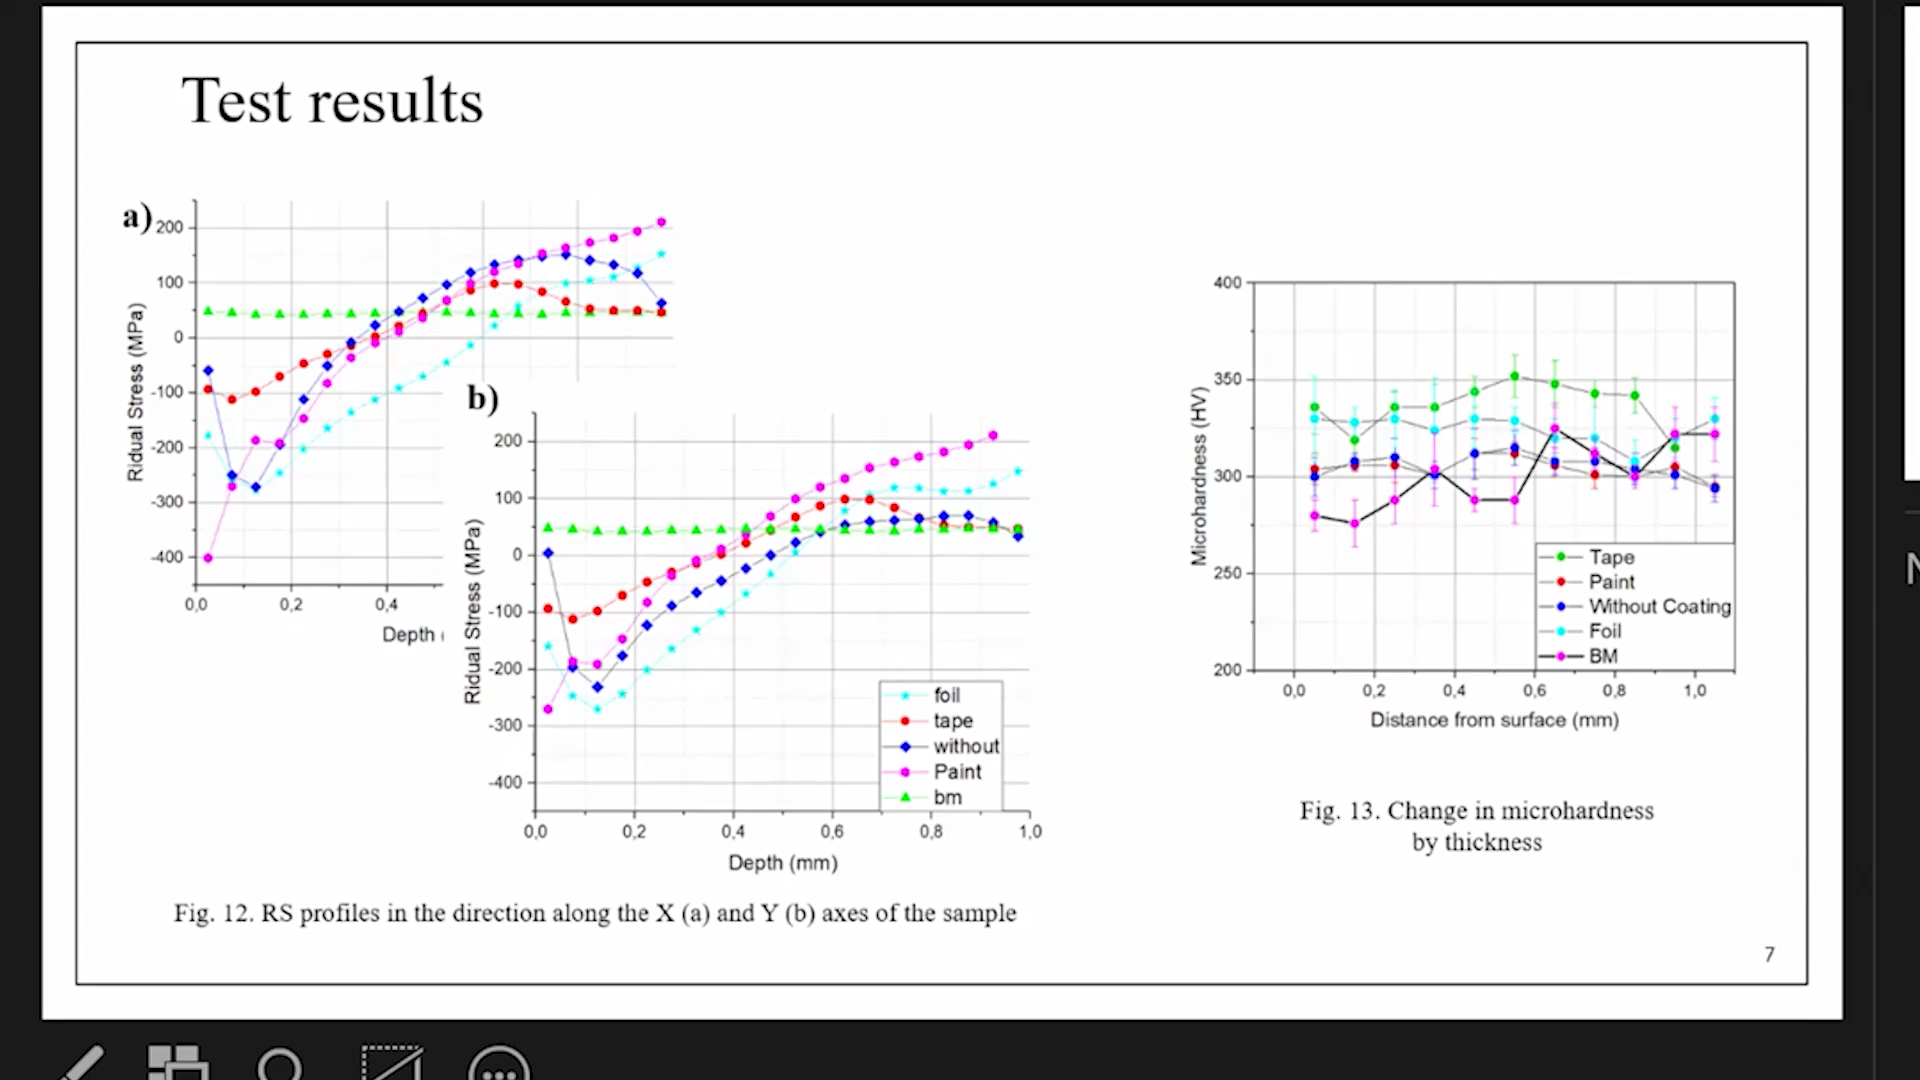 Test results
a)
200
100
0
-100
-200
-300
-400
Ridual Stress (MPa)
0,0 0,2 0,4
Depth (
b)
200
100
0
-100
-200
-300
-400
Ridual Stress (MPa)
foil
tape
without
Paint
bm
0,0 0,2 0,4 0,6 0,8 1,0
Depth (mm)
Fig. 12. RS profiles in the direction along the X (a) and Y (b) axes of the sample
400
350
300
250
200
Microhardness (HV)
Tape
Paint
Without Coating
Foil
BM
0,0 0,2 0,4 0,6 0,8 1,0
Distance from surface (mm)
Fig. 13. Change in microhardness
by thickness
7